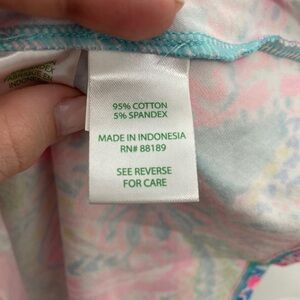 95% COTTON
5% SPANDEX
MADE IN INDONESIA
RN# 88189
SEE REVERSE
FOR CARE